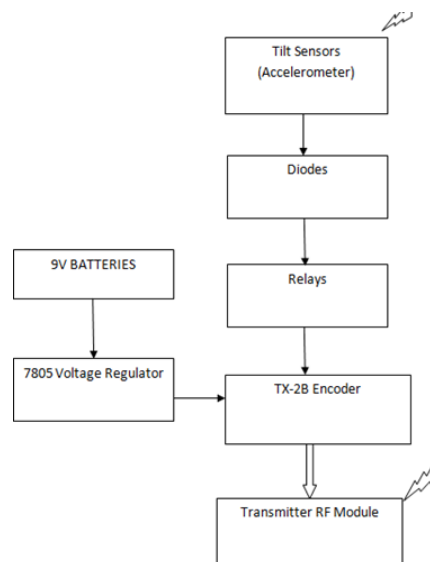 Tilt Sensors
(Accelerometer)
Diodes
9V BATTERIES
Relays
7805 Voltage Regulator
TX-2B Encoder
Transmitter RF Module